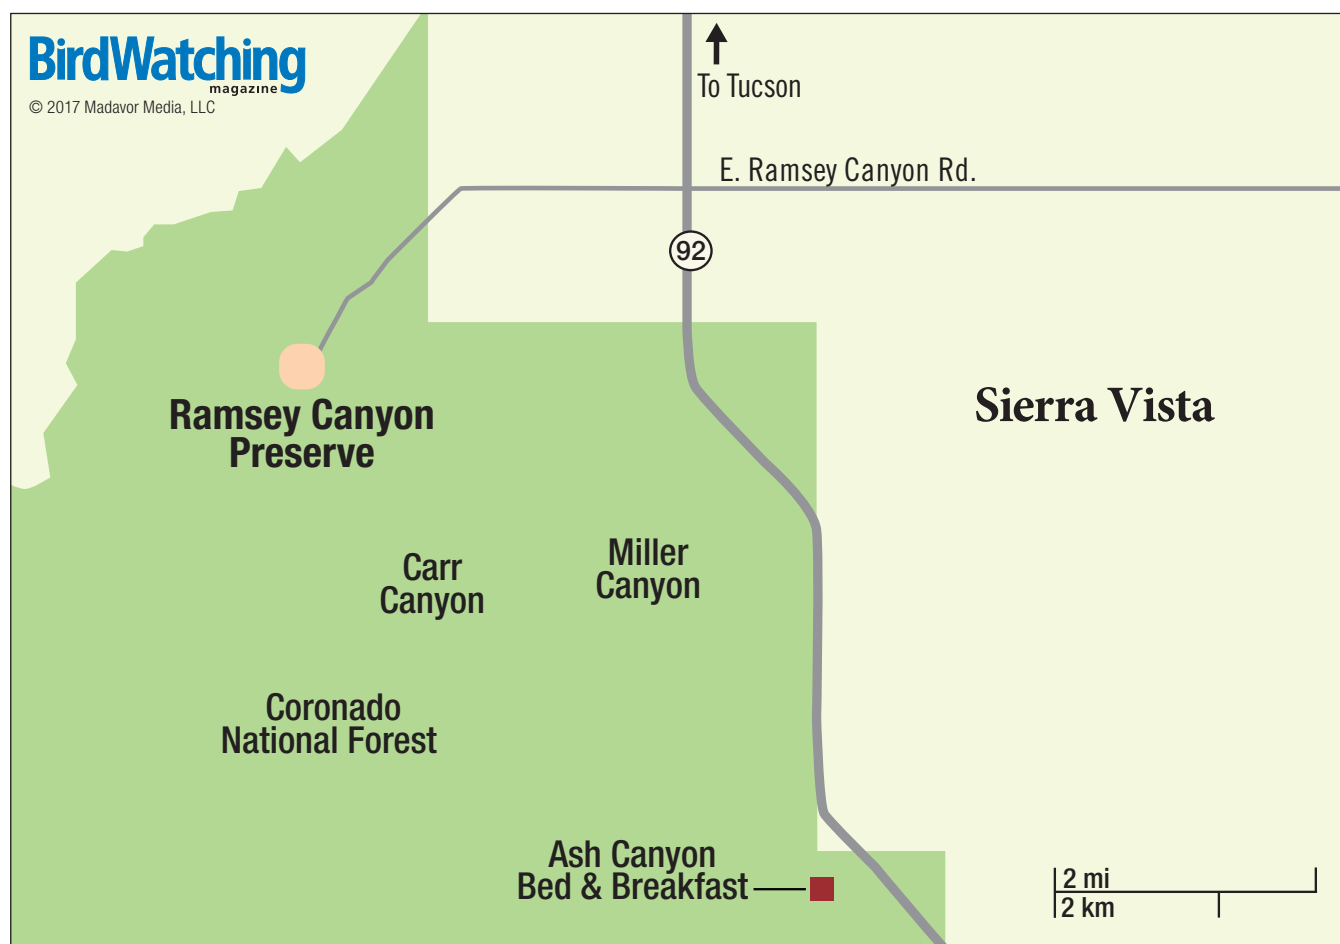 BirdWatching
magazine
© 2017 Madavor Media, LLC
To Tucson
E. Ramsey Canyon Rd.
92
Ramsey Canyon
Preserve
Sierra Vista
Carr
Canyon
Miller
Canyon
Coronado
National Forest
Ash Canyon
Bed & Breakfast
2 mi
2 km